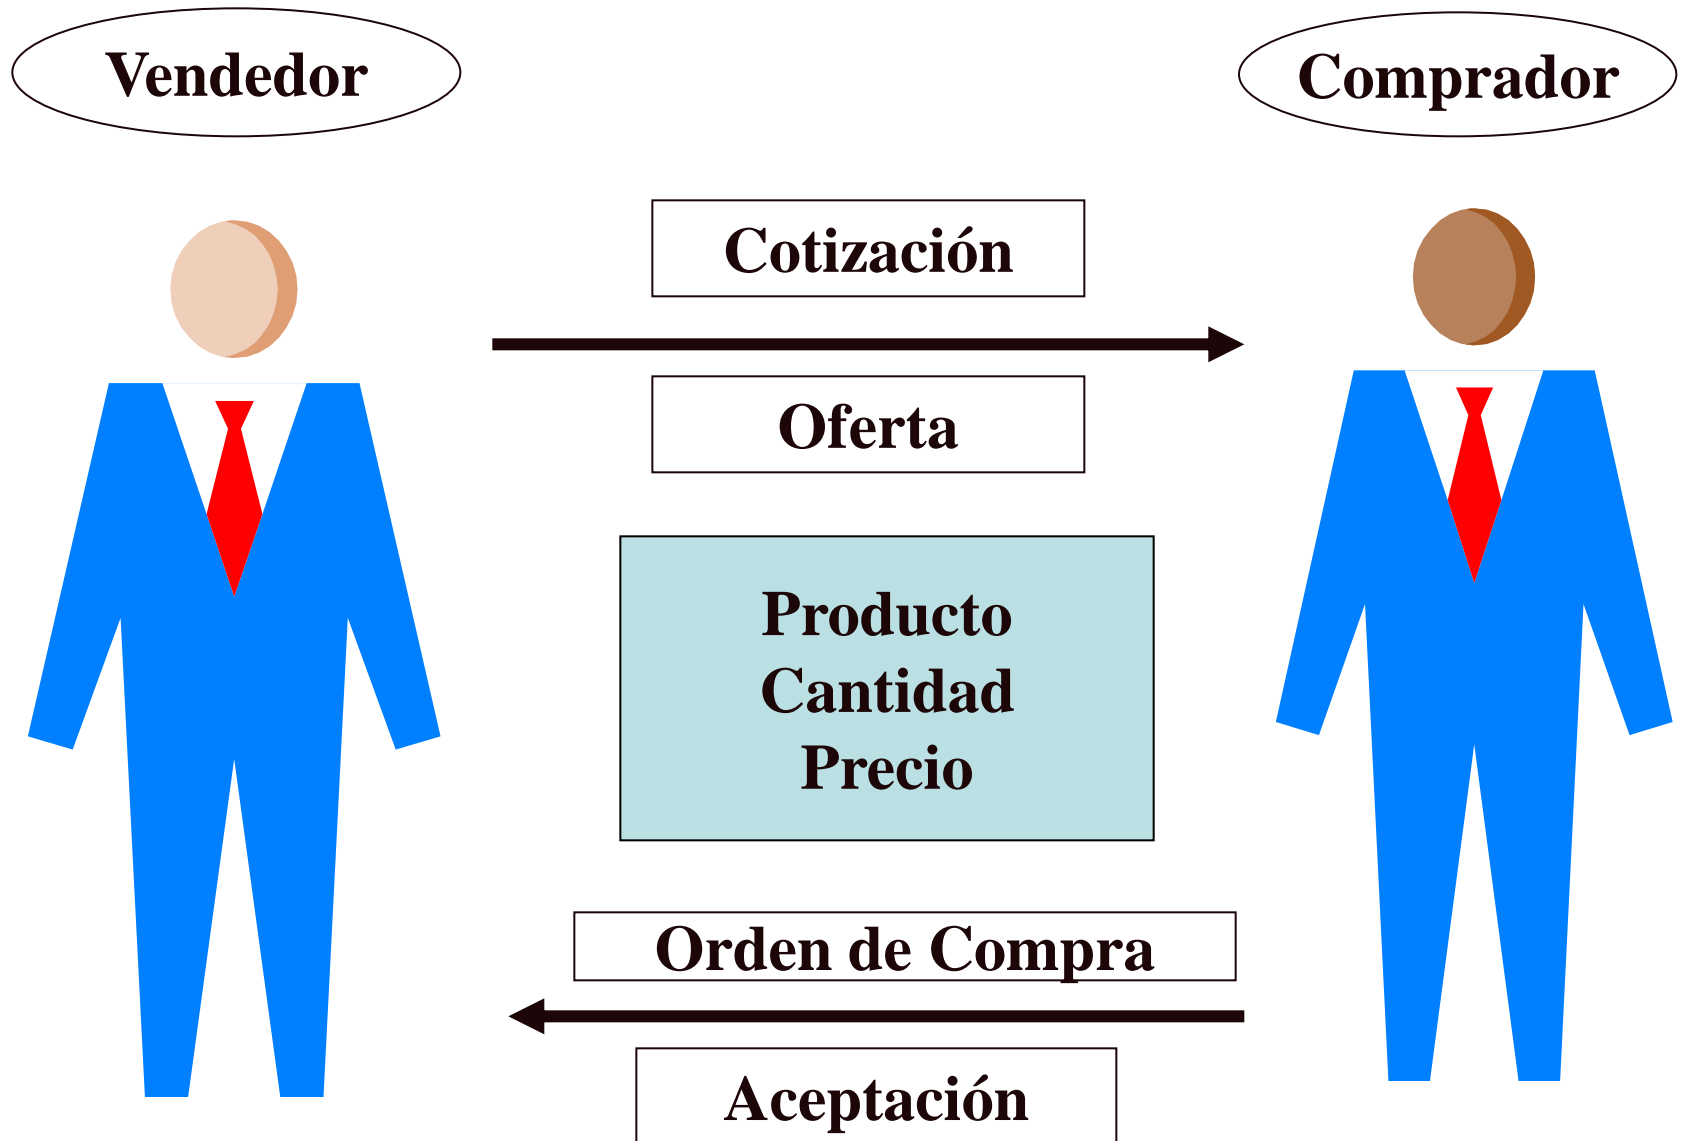 Vendedor
Comprador
Cotización
Oferta
Producto
Cantidad
Precio
Orden de Compra
Aceptación